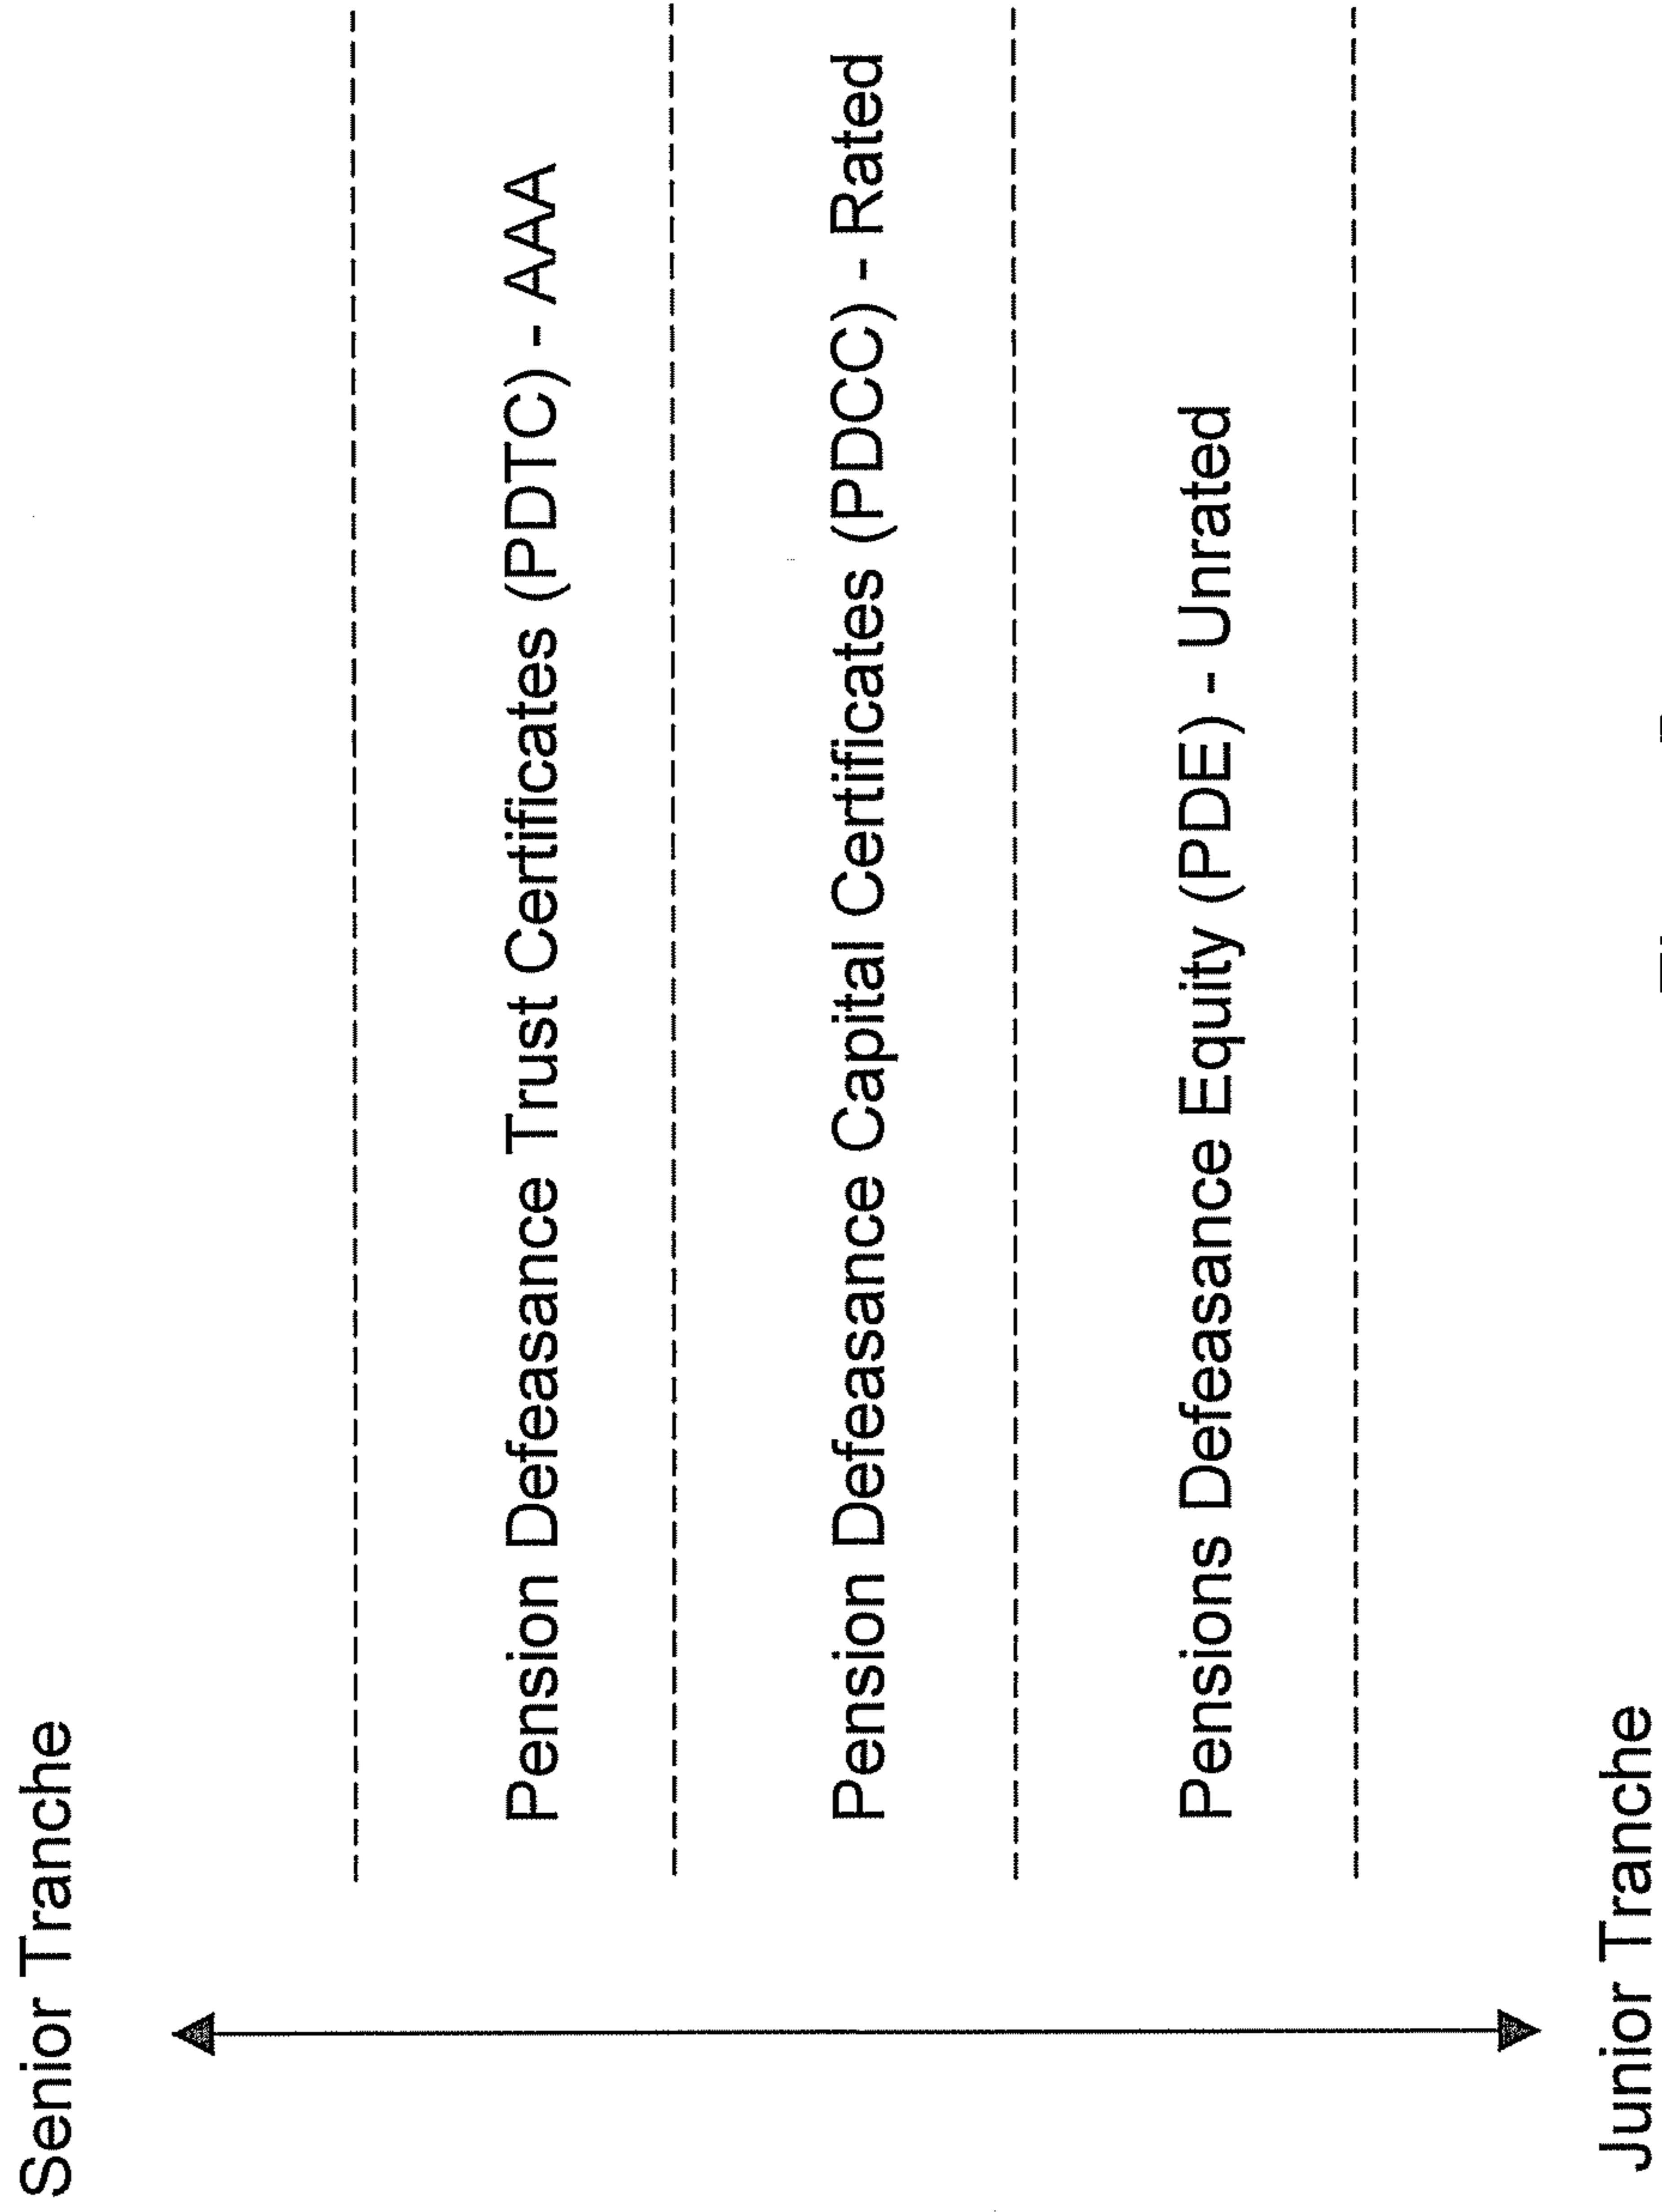 Senior Tranche
Pension Defeasance Trust Certificates (PDTC) - AAA
Pension Defeasance Capital Certificates (PDCC) - Rated
Pensions Defeasance Equity (PDE) - Unrated
Junior Tranche